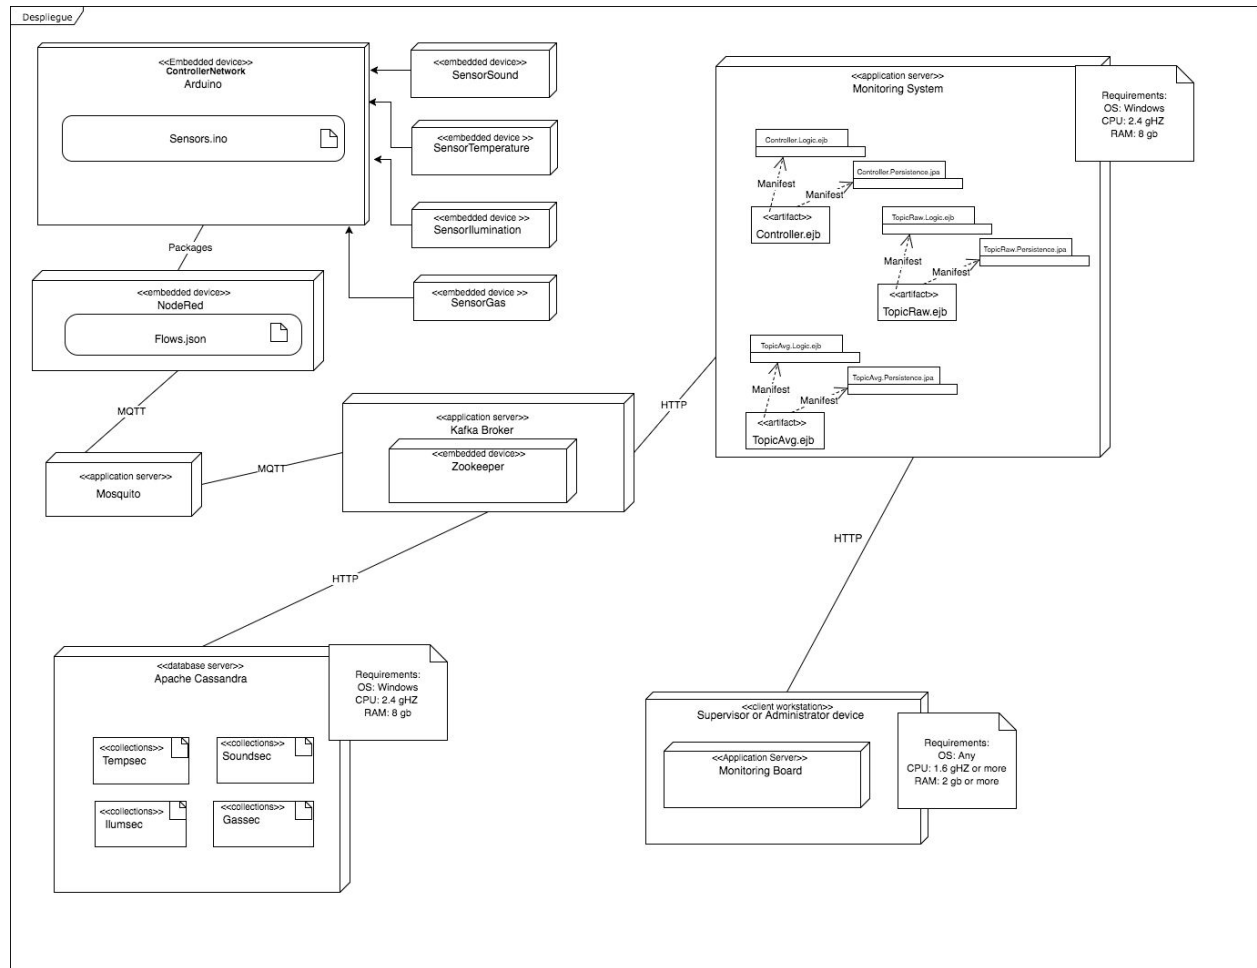 Despliegue
<<Embedded device>>
ControllerNetwork
Arduino
Sensors.ino
<<embedded device>>
SensorSound
<<embedded device >>
SensorTemperature
<<embedded device >>
SensorIlumination
<<embedded device >>
SensorGas
Packages
<<embedded device>>
NodeRed
Flows.json
MQTT
<<application server>>
Mosquito
MQTT
<<application server>>
Kafka Broker
<<embedded device>>
Zookeeper
HTTP
HTTP
<<application server>>
Monitoring System
Requirements:
OS: Windows
CPU: 2.4 gHZ
RAM: 8 gb
Controller.Logic.ejb
Manifest
Controller.Persistence.jpa
Manifest
<<artifact>>
Controller.ejb
TopicRaw.Logic.ejb
Manifest
TopicRaw.Persistence.jpa
Manifest
<<artifact>>
TopicRaw.ejb
TopicAvg.Logic.ejb
Manifest
TopicAvg.Persistence.jpa
Manifest
<<artifact>>
TopicAvg.ejb
HTTP
<<database server>>
Apache Cassandra
Requirements:
OS: Windows
CPU: 2.4 gHZ
RAM: 8 gb
<<collections>>
Tempsec
<<collections>>
Soundsec
<<collections>>
Ilumsec
<<collections>>
Gassec
<<client workstation>>
Supervisor or Administrator device
<<Application Server>>
Monitoring Board
Requirements:
OS: Any
CPU: 1.6 gHZ or more
RAM: 2 gb or more